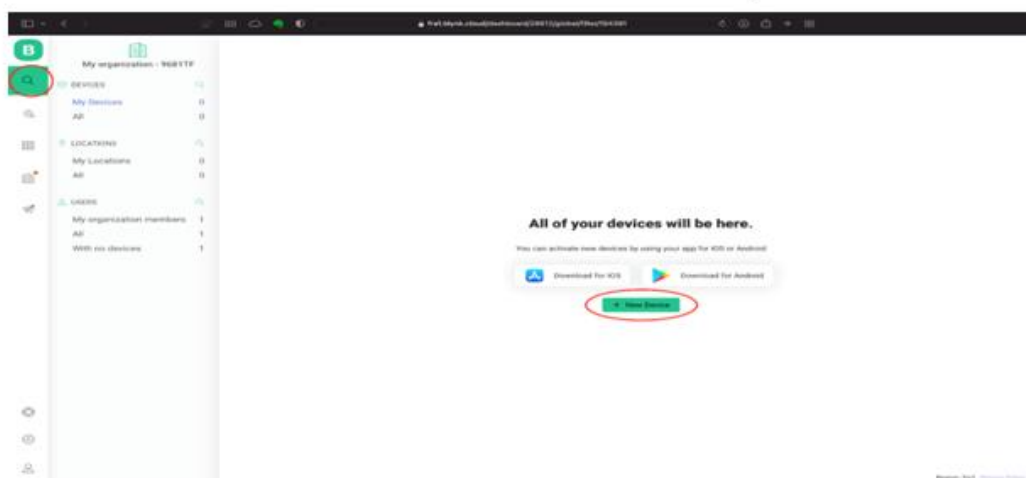 B
My organization - 9681TF
DEVICES
My Devices 0
All 0
LOCATIONS
My Locations 0
All 0
USERS
My organization members 1
All 1
With no devices 1
All of your devices will be here.
You can activate new devices by using your app for iOS or Android
Download for iOS Download for Android
+ New Device